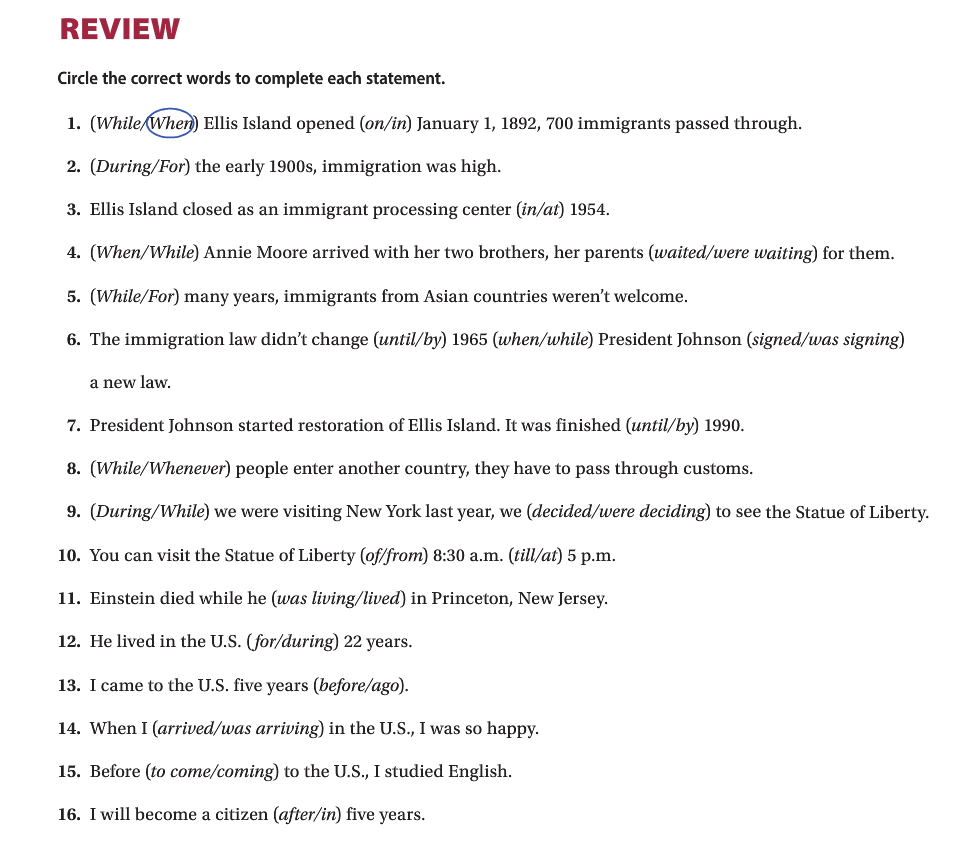 REVIEW
Circle the correct words to complete each statement.
1. (While/When) Ellis Island opened (on/in) January 1, 1892, 700 immigrants passed through.
2. (During/For) the early 1900s, immigration was high.
3. Ellis Island closed as an immigrant processing center (in/at) 1954.
4. (When/While) Annie Moore arrived with her two brothers, her parents (waited/were waiting) for them.
5. (While/For) many years, immigrants from Asian countries weren’t welcome.
6. The immigration law didn’t change (until/by) 1965 (when/while) President Johnson (signed/was signing)
a new law.
7. President Johnson started restoration of Ellis Island. It was finished (until/by) 1990.
8. (While/Whenever) people enter another country, they have to pass through customs.
9. (During/While) we were visiting New York last year, we (decided/were deciding) to see the Statue of Liberty.
10. You can visit the Statue of Liberty (of/from) 8:30 a.m. (till/at) 5 p.m.
11. Einstein died while he (was living/lived) in Princeton, New Jersey.
12. He lived in the U.S. (for/during) 22 years.
13. I came to the U.S. five years (before/ago).
14. When I (arrived/was arriving) in the U.S., I was so happy.
15. Before (to come/coming) to the U.S., I studied English.
16. I will become a citizen (after/in) five years.